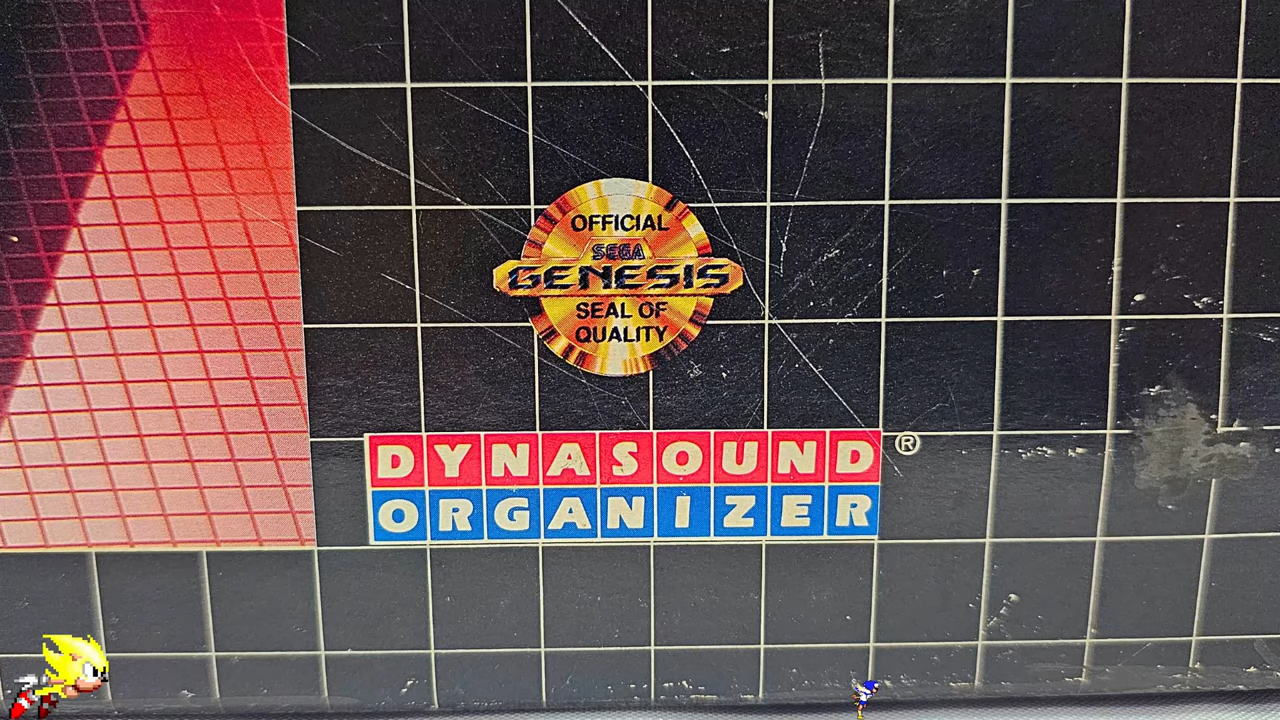 OFFICIAL
SEGA
GENESIS
SEAL OF
QUALITY
DYNASOUND ®
ORGANIZER